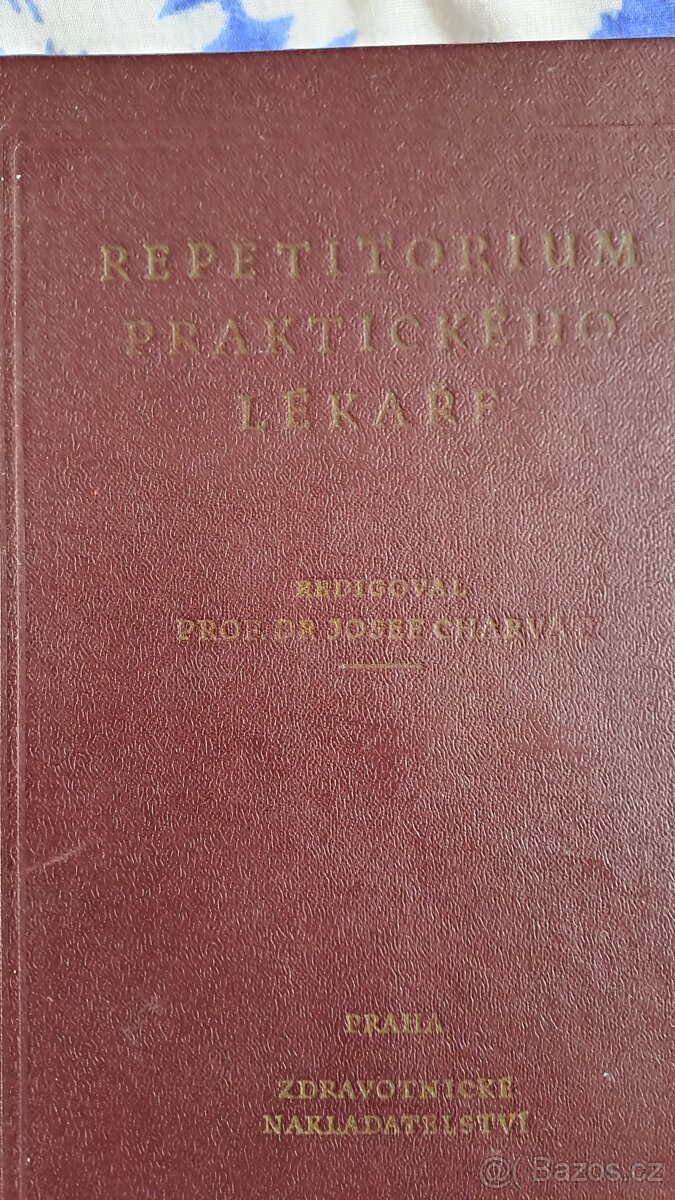 REPETITORIUM
PRAKTICKÉHO
LÉKAŘE
REDIGOVAL
PROF. DR JOSEF CHARVÁT
PRAHA
ZDRAVOTNICKÉ
NAKLADATELSTVÍ
Bazos.cz